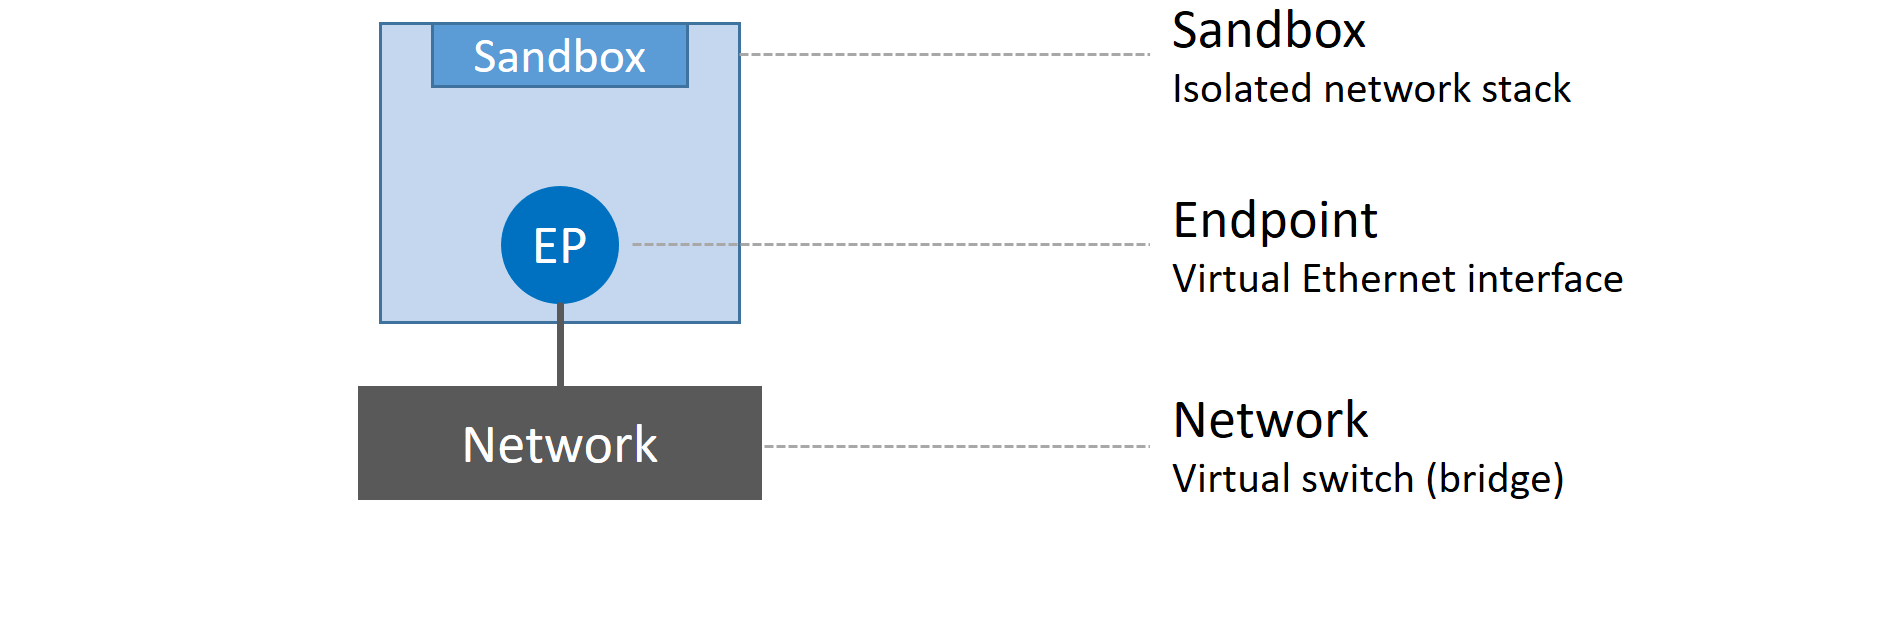 Sandbox
Sandbox
Isolated network stack
EP
Endpoint
Virtual Ethernet interface
Network
Network
Virtual switch (bridge)